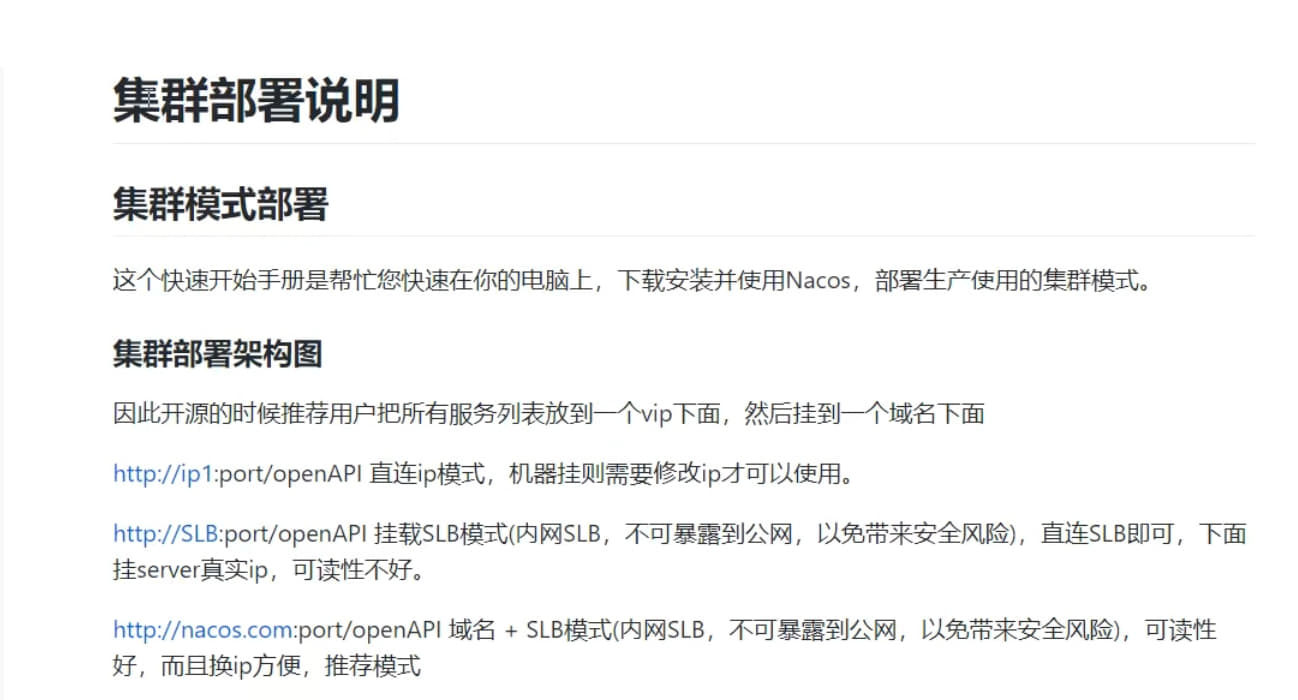 集群部署说明
集群模式部署
这个快速开始手册是帮忙您快速在你的电脑上，下载安装并使用Nacos，部署生产使用的集群模式。
集群部署架构图
因此开源的时候推荐用户把所有服务列表放到一个vip下面，然后挂到一个域名下面
http://ip1:port/openAPI 直连ip模式，机器挂则需要修改ip才可以使用。
http://SLB:port/openAPI 挂载SLB模式(内网SLB，不可暴露到公网，以免带来安全风险)，直连SLB即可，下面
挂server真实ip，可读性不好。
http://nacos.com:port/openAPI 域名 + SLB模式(内网SLB，不可暴露到公网，以免带来安全风险)，可读性
好，而且换ip方便，推荐模式